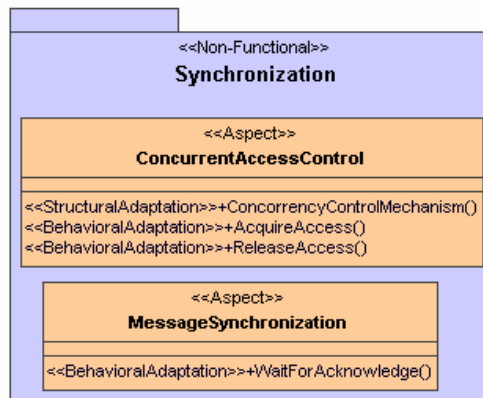 <<Non-Functional>>
Synchronization
<<Aspect>>
ConcurrentAccessControl
<<StructuralAdaptation>>+ConcorrencyControlMechanism()
<<BehavioralAdaptation>>+AcquireAccess()
<<BehavioralAdaptation>>+ReleaseAccess()
<<Aspect>>
MessageSynchronization
<<BehavioralAdaptation>>+WaitForAcknowledge()